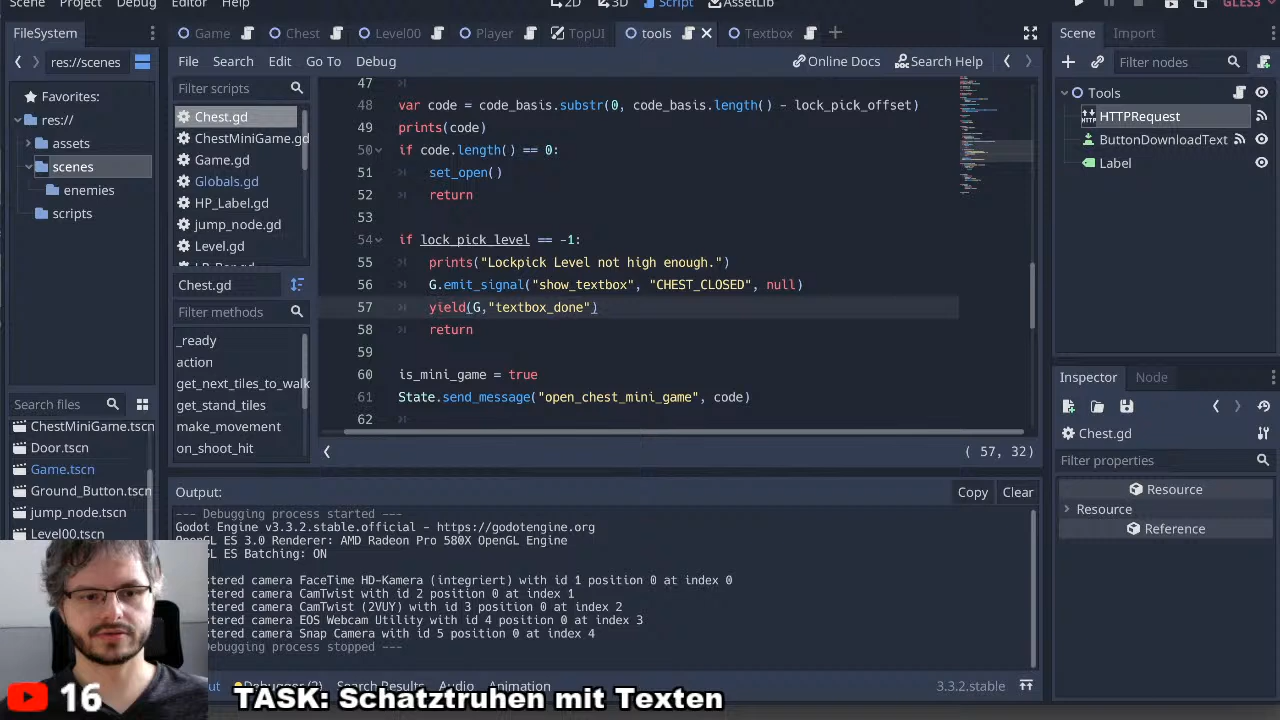 Scene Project Debug Editor Help
2D 3D Script AssetLib
GLES3
FileSystem
Game Chest Level00 Player TopUI tools Textbox
Scene Import
res://scenes
File Search Edit Go To Debug
Online Docs Search Help
Filter nodes
Favorites:
res://
assets
scenes
enemies
scripts
Filter scripts
Chest.gd
ChestMiniGame.gd
Game.gd
Globals.gd
HP_Label.gd
jump_node.gd
Level.gd
Chest.gd
Filter methods
_ready
action
get_next_tiles_to_walk
get_stand_tiles
make_movement
on_shoot_hit
47
48 var code = code_basis.substr(0, code_basis.length() - lock_pick_offset)
49 prints(code)
50 if code.length() == 0:
51 set_open()
52 return
53
54 if lock_pick_level == -1:
55 prints("Lockpick Level not high enough.")
56 G.emit_signal("show_textbox", "CHEST_CLOSED", null)
57 yield(G,"textbox_done")
58 return
59
60 is_mini_game = true
61 State.send_message("open_chest_mini_game", code)
62
( 57, 32)
Tools
HTTPRequest
ButtonDownloadText
Label
Inspector Node
Chest.gd
Filter properties
Resource
Resource
Reference
Search files
ChestMiniGame.tscn
Door.tscn
Game.tscn
Ground_Button.tscn
jump_node.tscn
Level00.tscn
Output:
Copy Clear
--- Debugging process started ---
Godot Engine v3.3.2.stable.official - https://godotengine.org
OpenGL ES 3.0 Renderer: AMD Radeon Pro 580X OpenGL Engine
GL ES Batching: ON
stered camera FaceTime HD-Kamera (integriert) with id 1 position 0 at index 0
stered camera CamTwist with id 2 position 0 at index 1
stered camera CamTwist (2VUY) with id 3 position 0 at index 2
stered camera EOS Webcam Utility with id 4 position 0 at index 3
stered camera Snap Camera with id 5 position 0 at index 4
Debugging process stopped ---
ut Debugger (2) Search Results Audio Animation
3.3.2.stable
16 TASK: Schatztruhen mit Texten